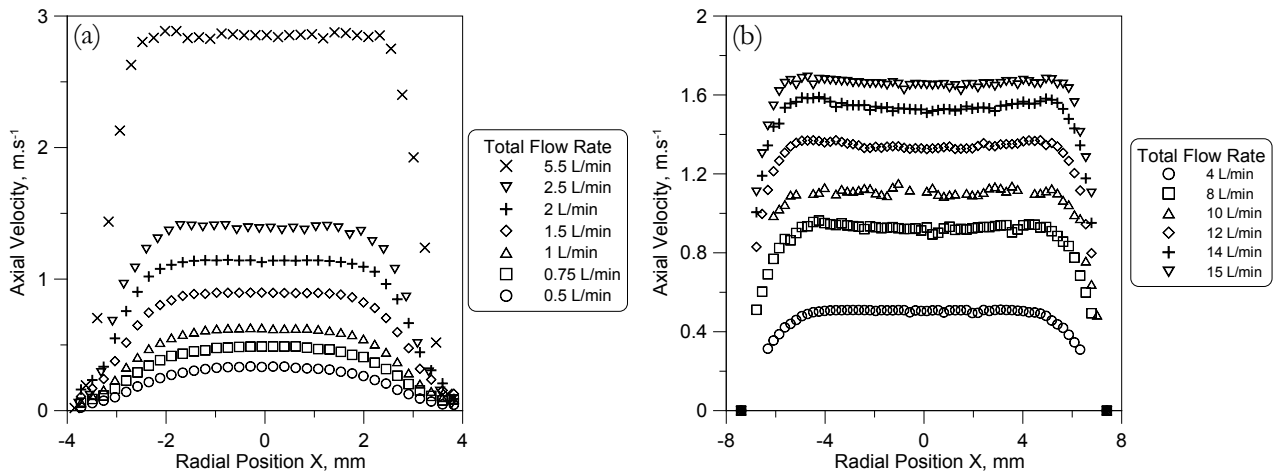 (a)
3
2
1
0
Axial Velocity, m.s-1
-4 -2 0 2 4
Radial Position X, mm
Total Flow Rate
5.5 L/min
2.5 L/min
2 L/min
1.5 L/min
1 L/min
0.75 L/min
0.5 L/min
(b)
2
1.6
1.2
0.8
0.4
0
Axial Velocity, m.s-1
-8 -4 0 4 8
Radial Position X, mm
Total Flow Rate
4 L/min
8 L/min
10 L/min
12 L/min
14 L/min
15 L/min